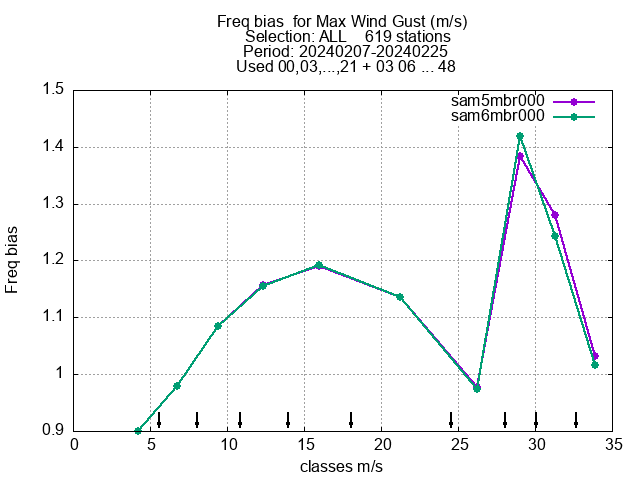 Freq bias  for Max Wind Gust (m/s)
Selection: ALL    619 stations
Period: 20240207-20240225
Used 00,03,...,21 + 03 06 ... 48
sam5mbr000
sam6mbr000
1.5
1.4
1.3
1.2
1.1
1
0.9
Freq bias
0 5 10 15 20 25 30 35
classes m/s